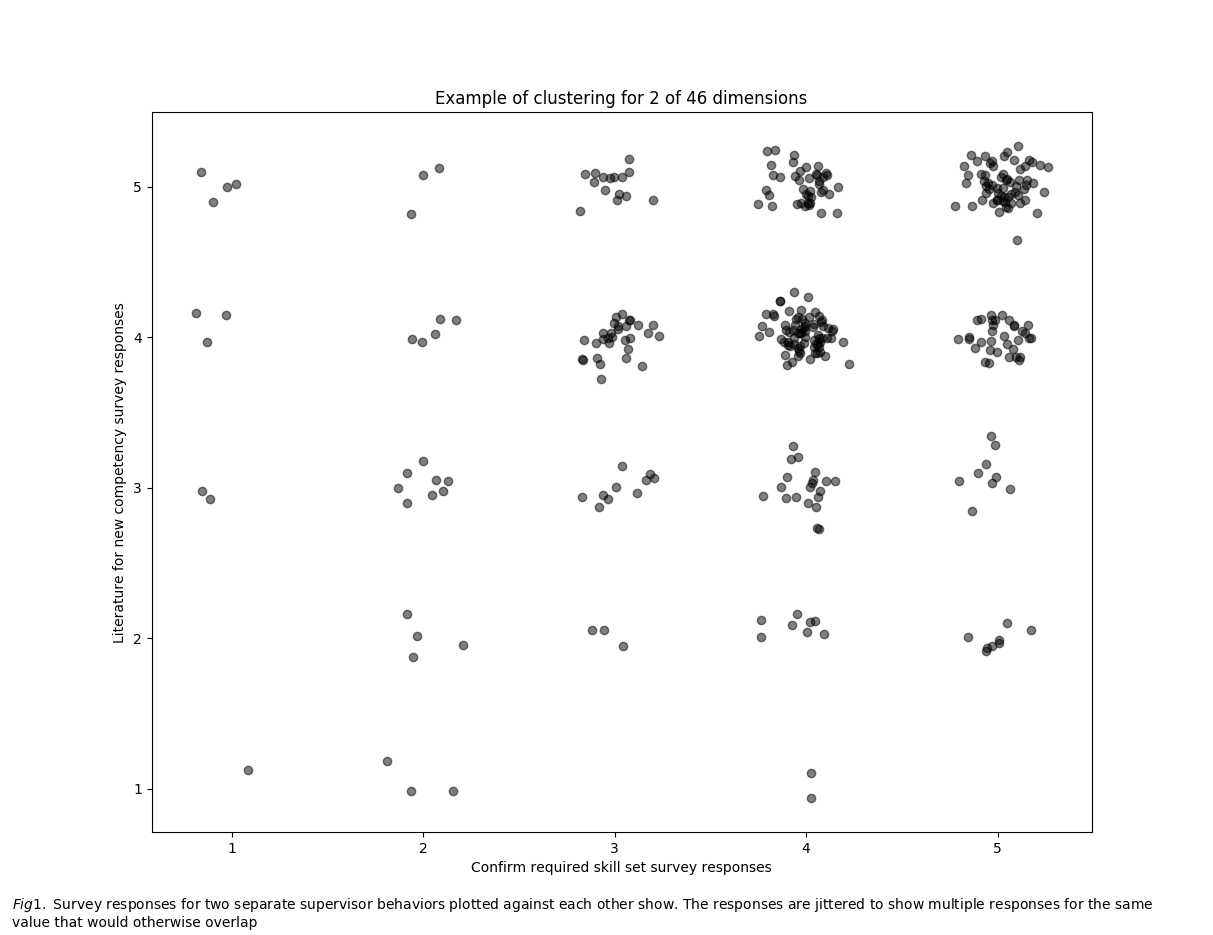 Example of clustering for 2 of 46 dimensions
5
4
3
2
1
Literature for new competency survey responses
1 2 3 4 5
Confirm required skill set survey responses
Fig1. Survey responses for two separate supervisor behaviors plotted against each other show. The responses are jittered to show multiple responses for the same
value that would otherwise overlap